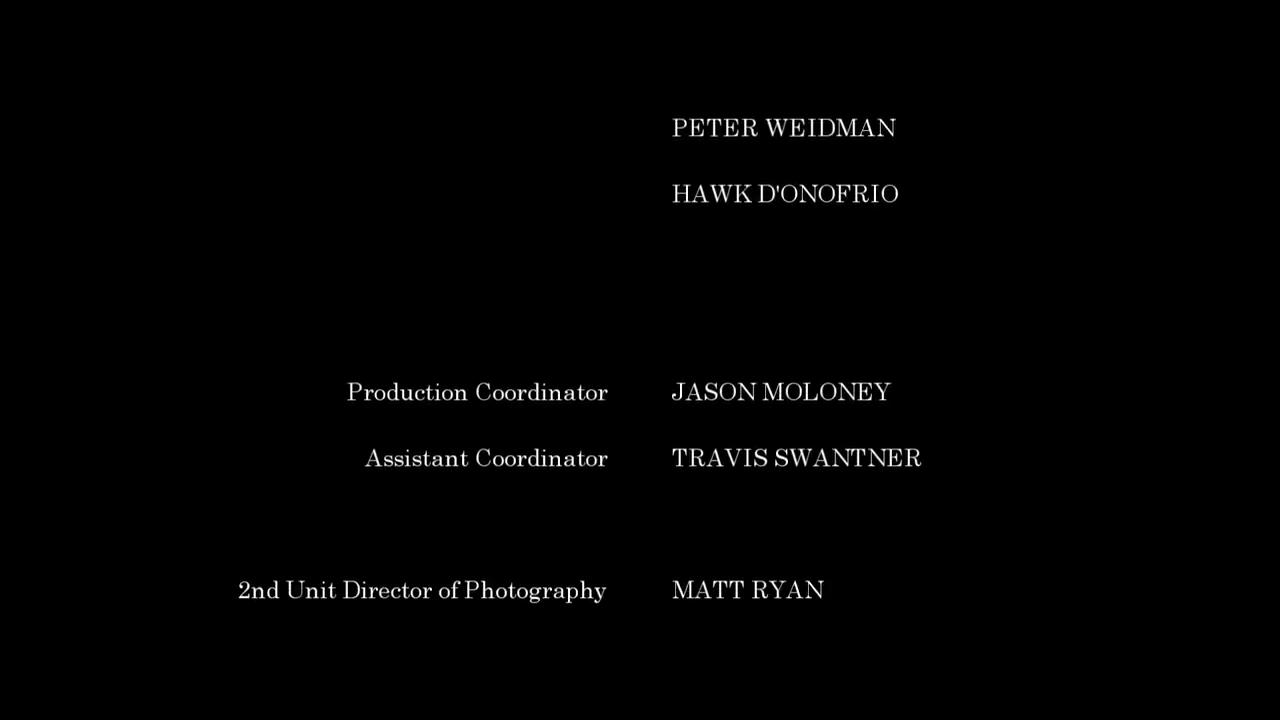 PETER WEIDMAN
HAWK D'ONOFRIO
Production Coordinator JASON MOLONEY
Assistant Coordinator TRAVIS SWANTNER
2nd Unit Director of Photography MATT RYAN